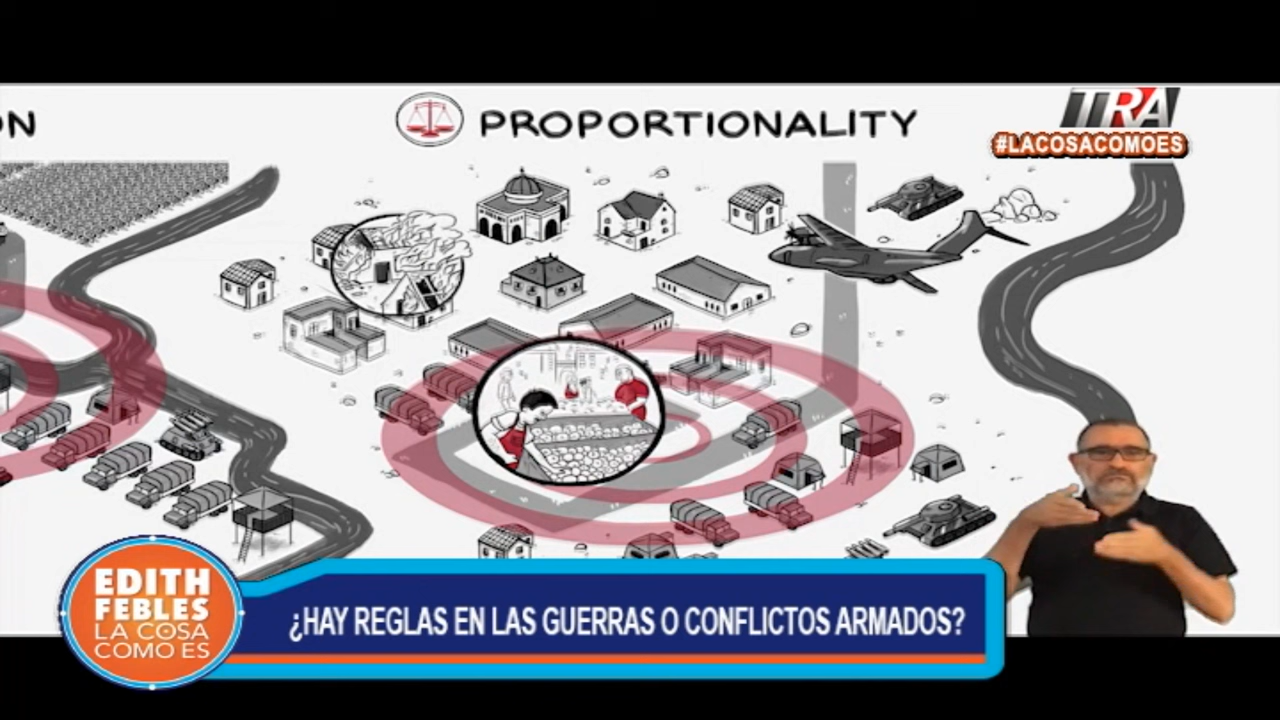 ON
PROPORTIONALITY
TRA
#LACOSACOMOES
EDITH
FEBLES
LA COSA
COMO ES
¿HAY REGLAS EN LAS GUERRAS O CONFLICTOS ARMADOS?